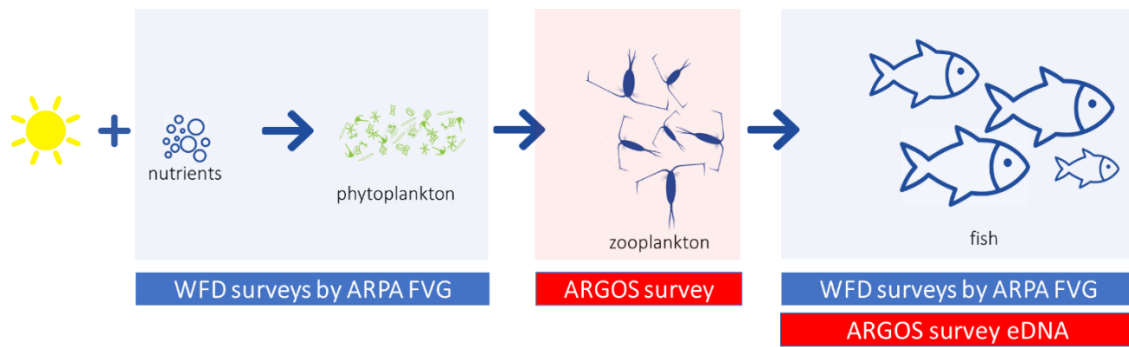 nutrients
phytoplankton
zooplankton
fish
WFD surveys by ARPA FVG
ARGOS survey
WFD surveys by ARPA FVG
ARGOS survey eDNA